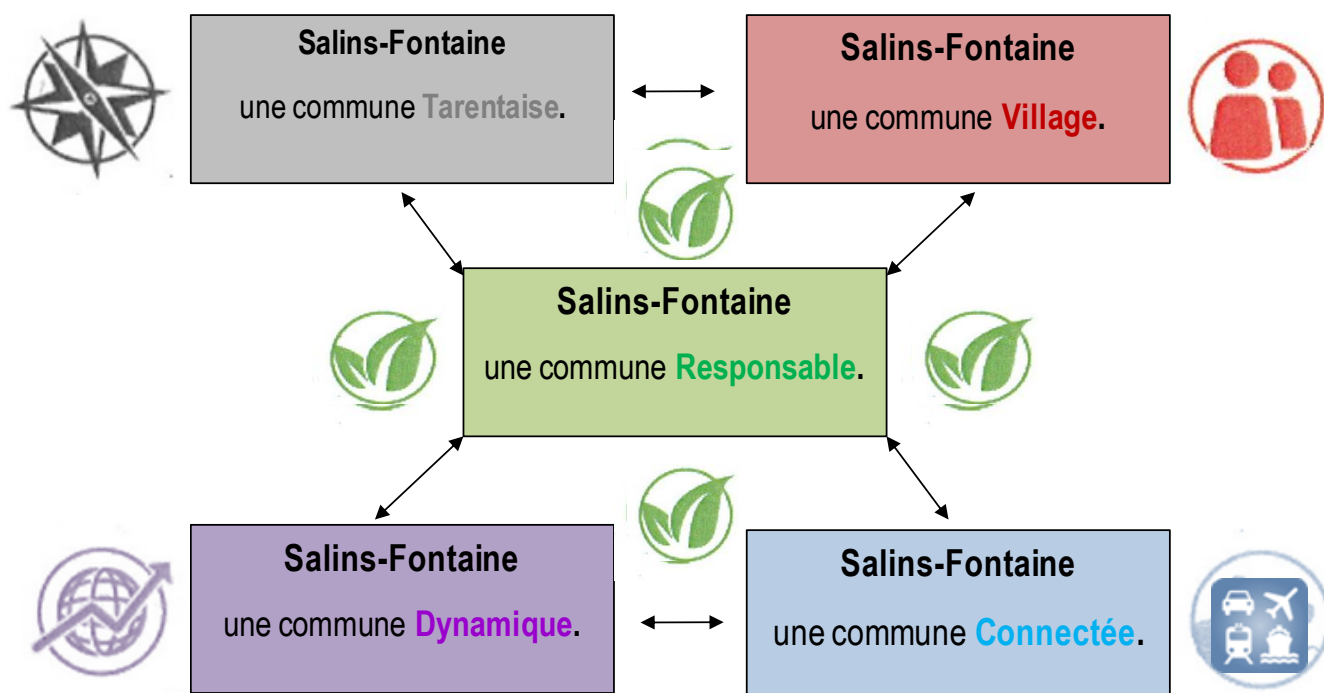 Salins-Fontaine
une commune Tarentaise.
Salins-Fontaine
une commune Village.
Salins-Fontaine
une commune Responsable.
Salins-Fontaine
une commune Dynamique.
Salins-Fontaine
une commune Connectée.